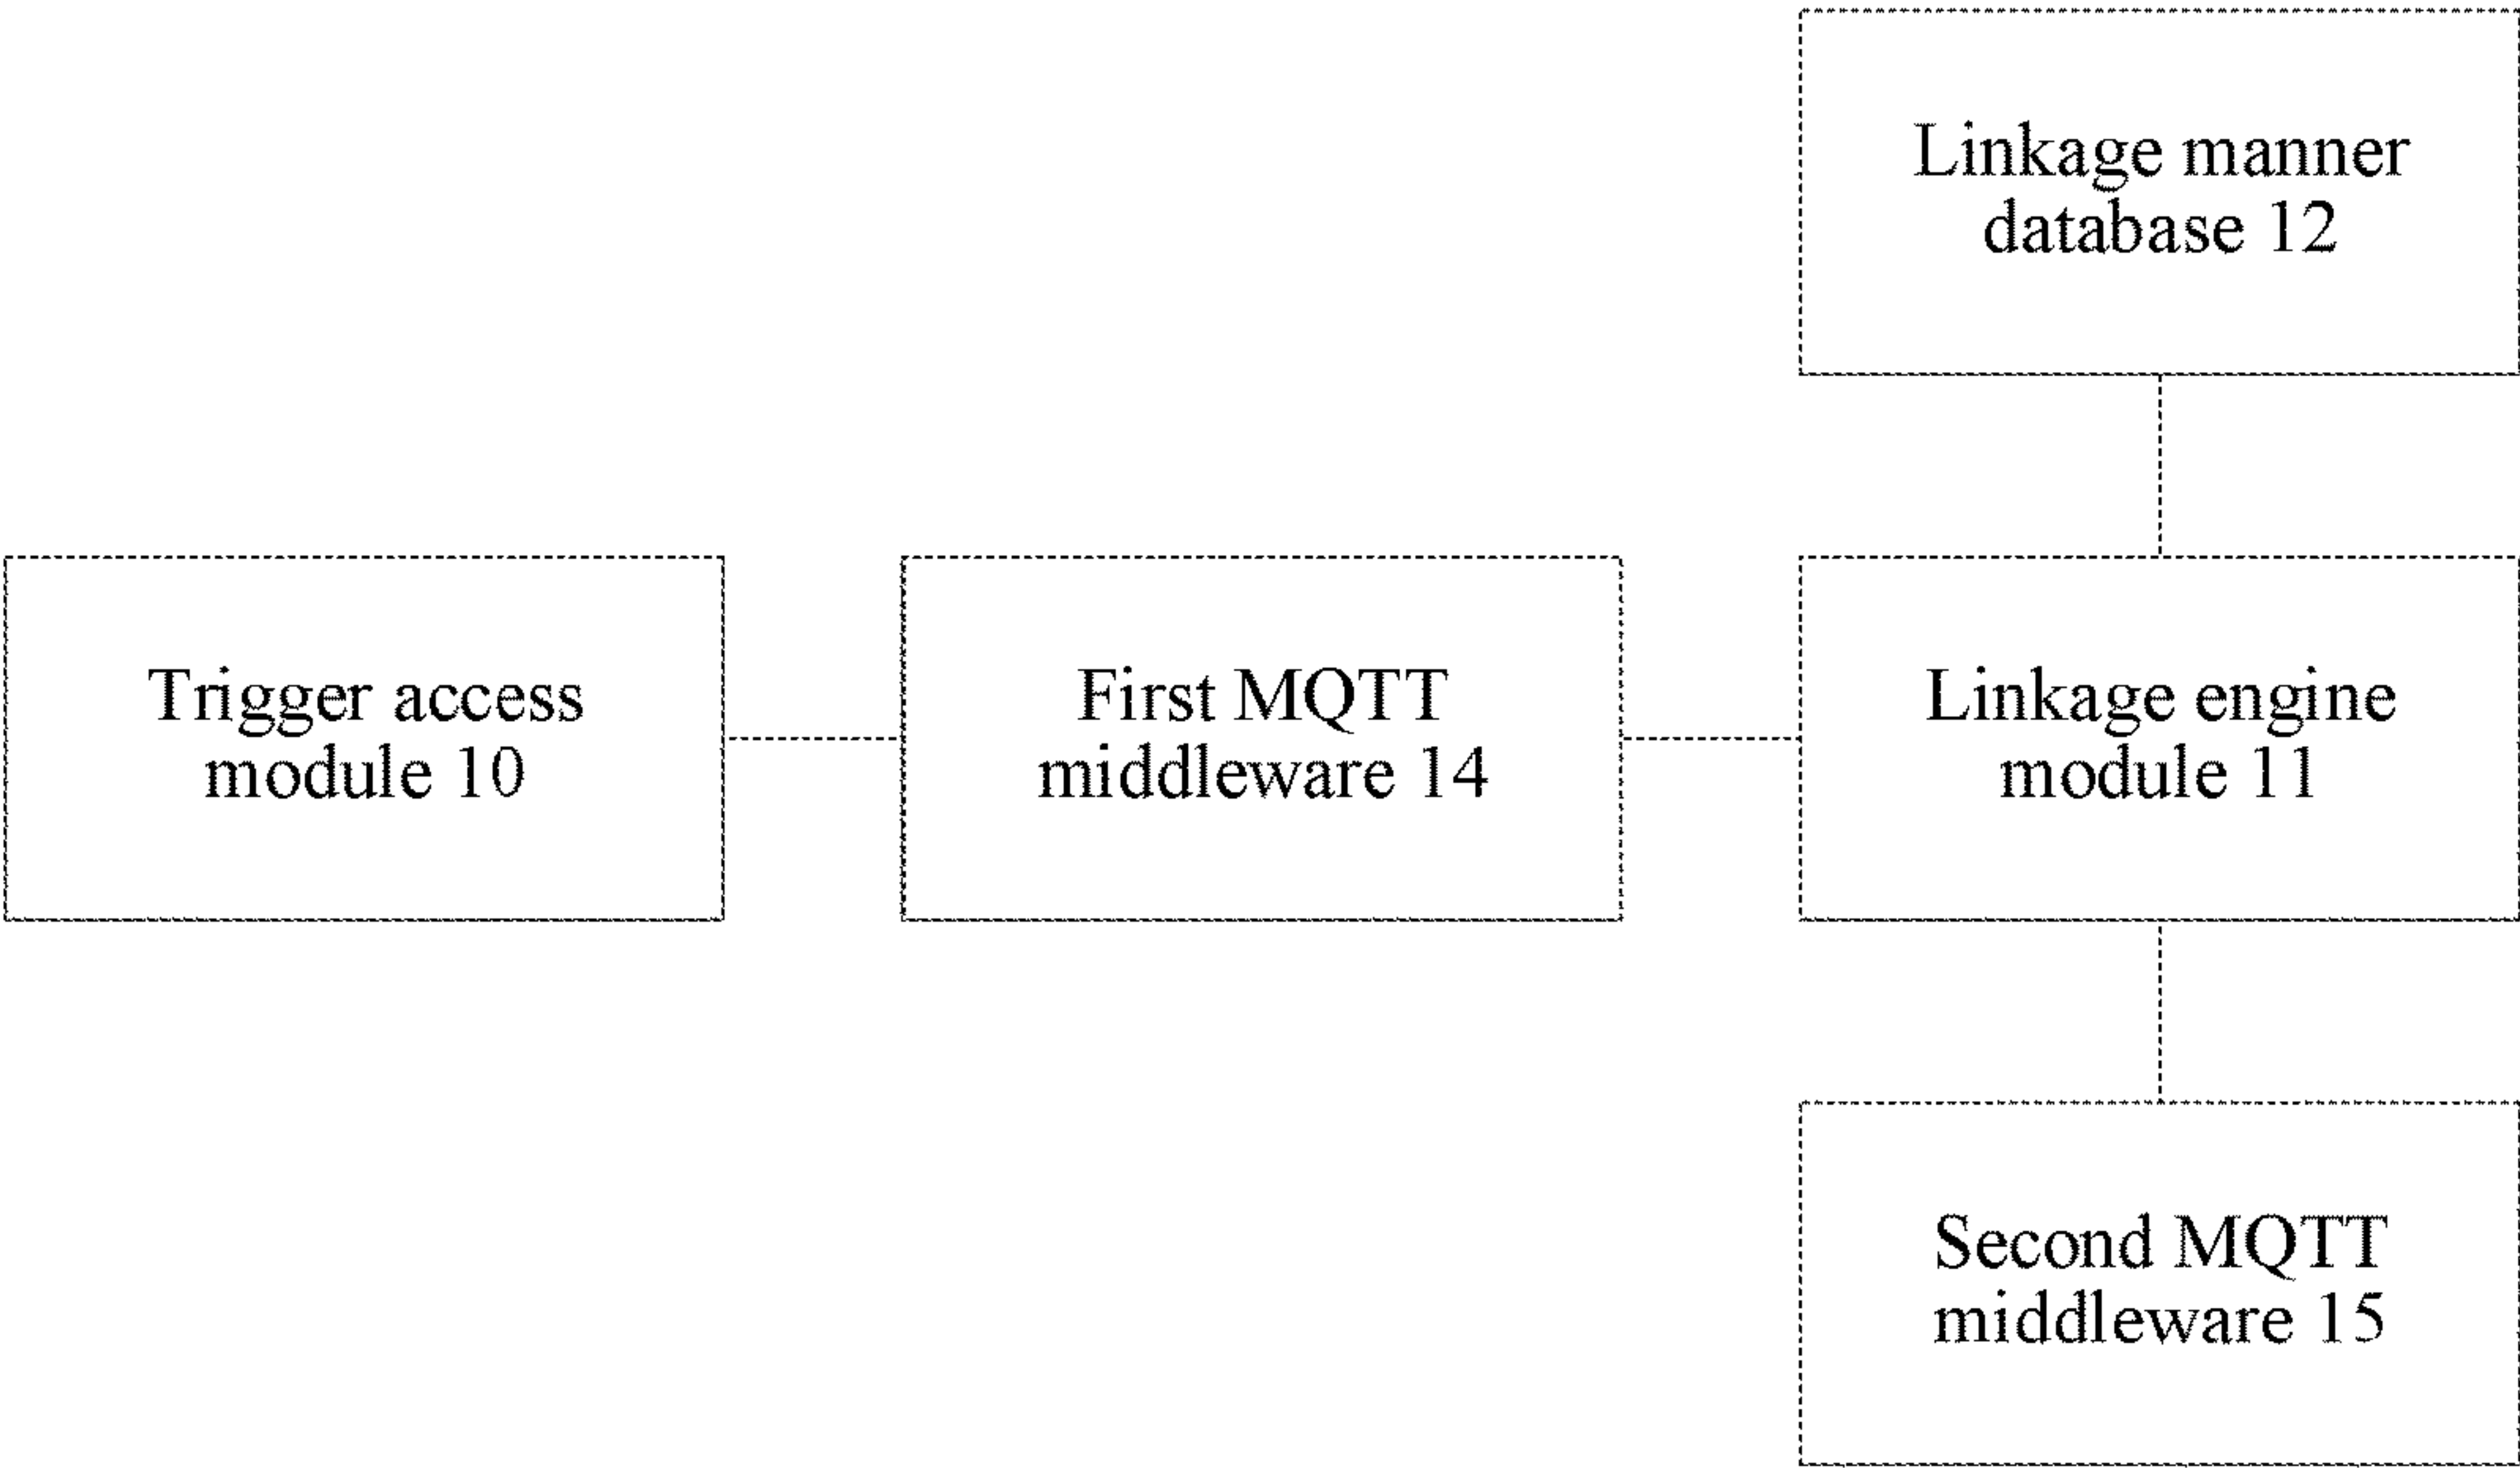 Linkage manner
database 12
Trigger access
module 10
First MQTT
middleware 14
Linkage engine
module 11
Second MQTT
middleware 15